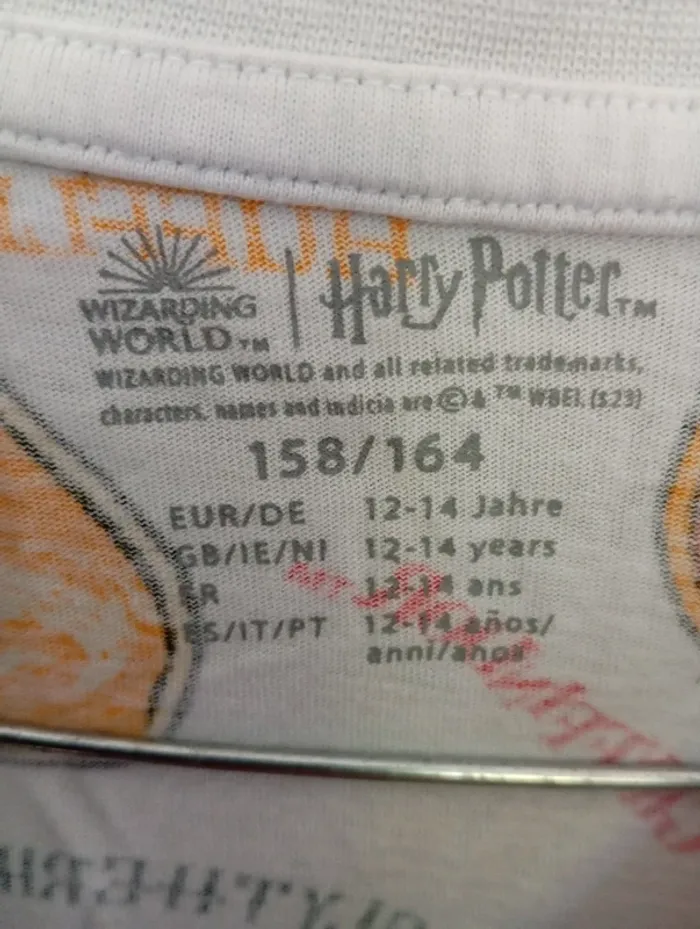 WIZARDING
WORLD™ | Harry Potter™
WIZARDING WORLD and all related trademarks,
characters, names and indicia are © & ™ WBEI. (s23)
158/164
EUR/DE 12-14 Jahre
GB/IE/NI 12-14 years
FR 12-14 ans
ES/IT/PT 12-14 años/
anni/anos